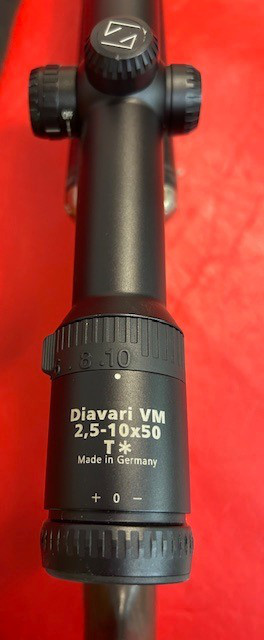 8 . 10
Diavari VM
2,5-10x50
T*
Made in Germany
+ 0 −